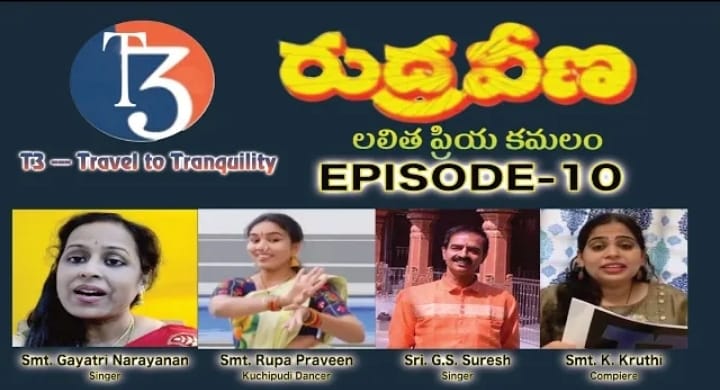 T3
రుద్రవీణ
లలిత ప్రియ కమలం
T3 — Travel to Tranquility
EPISODE-10
Smt. Gayatri Narayanan
Singer
Smt. Rupa Praveen
Kuchipudi Dancer
Sri. G.S. Suresh
Singer
Smt. K. Kruthi
Compiere